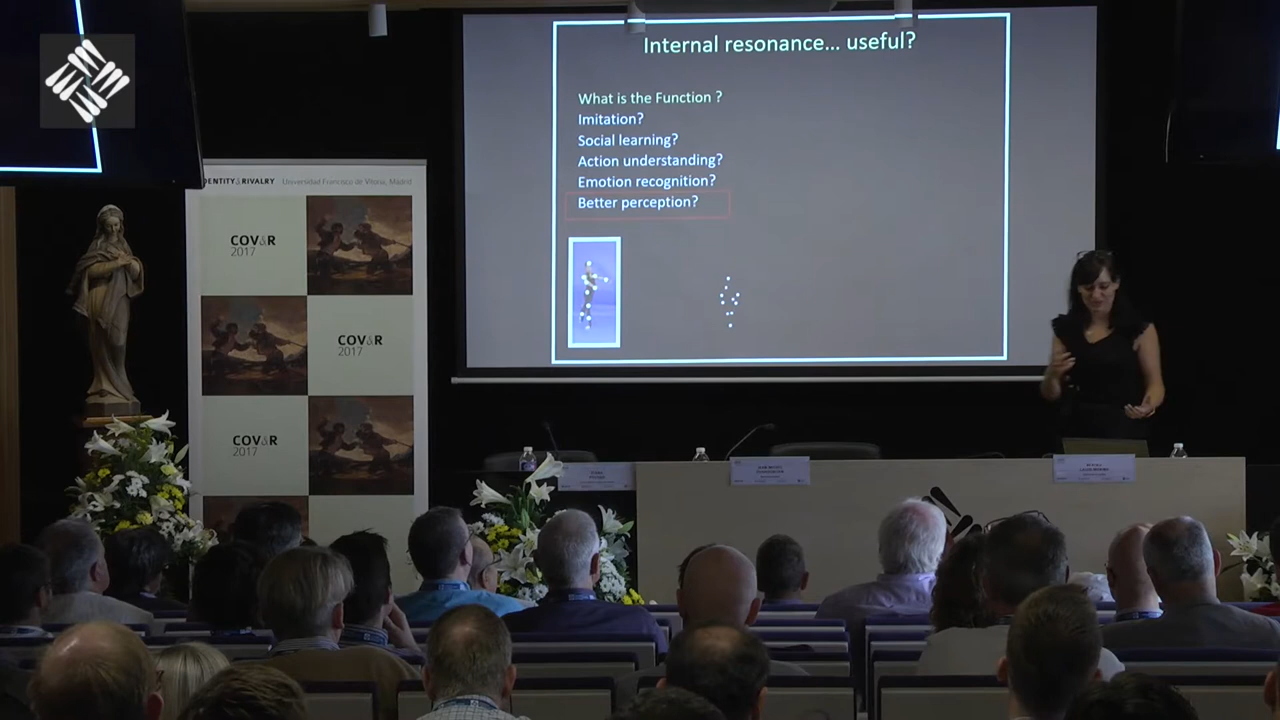 Internal resonance... useful?
What is the Function ?
Imitation?
Social learning?
Action understanding?
Emotion recognition?
Better perception?
IDENTITY&RIVALRY Universidad Francisco de Vitoria, Madrid
COV&R
2017
COV&R
2017
COV&R
2017